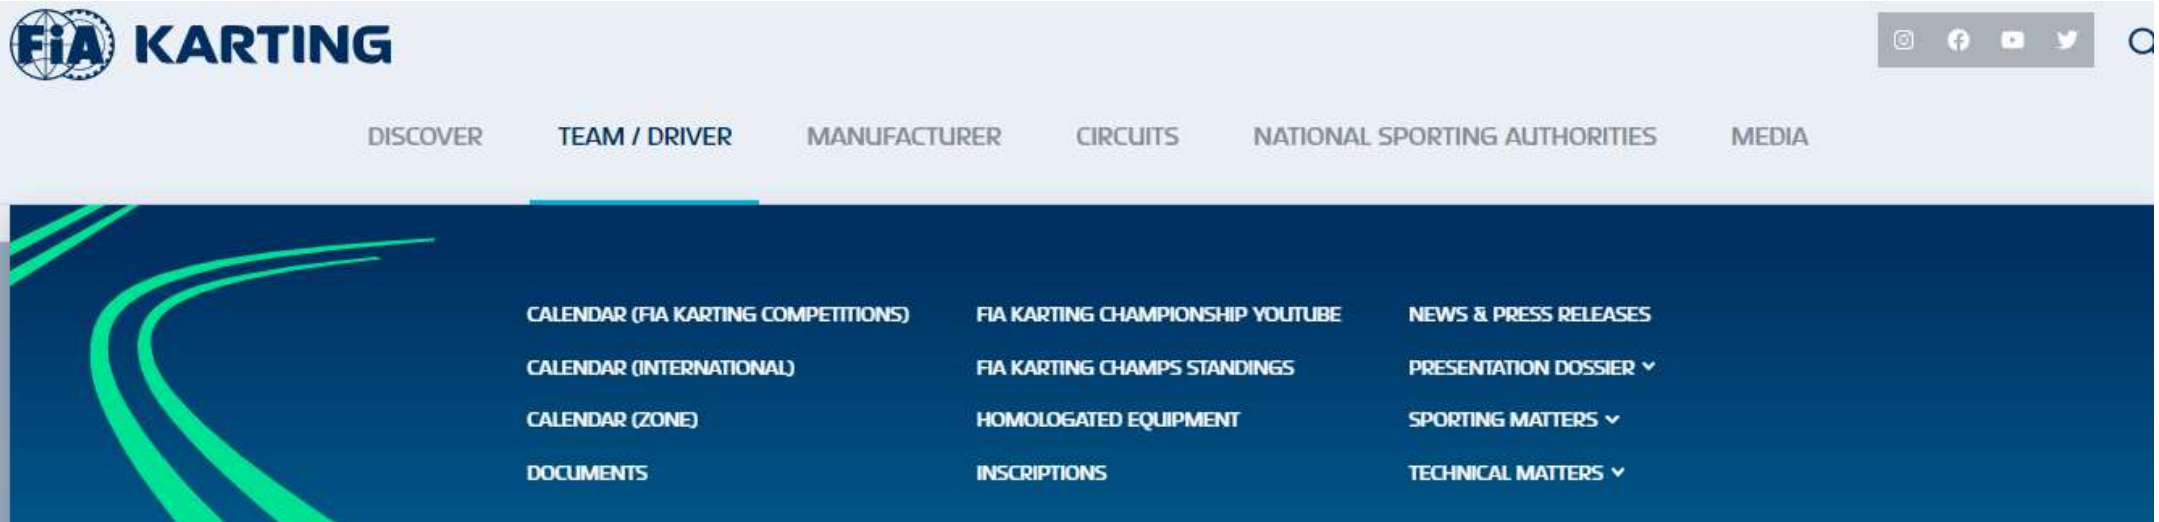 FiA KARTING
DISCOVER TEAM / DRIVER MANUFACTURER CIRCUITS NATIONAL SPORTING AUTHORITIES MEDIA
CALENDAR (FIA KARTING COMPETITIONS) FIA KARTING CHAMPIONSHIP YOUTUBE NEWS & PRESS RELEASES
CALENDAR (INTERNATIONAL) FIA KARTING CHAMPS STANDINGS PRESENTATION DOSSIER
CALENDAR (ZONE) HOMOLOGATED EQUIPMENT SPORTING MATTERS
DOCUMENTS INSCRIPTIONS TECHNICAL MATTERS